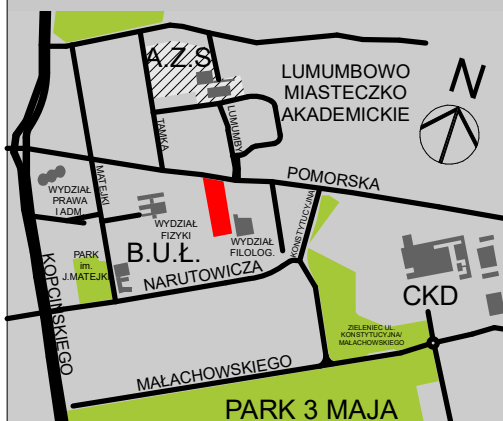 A.Z.S
LUMUMBOWO
MIASTECZKO
AKADEMICKIE
N
TAMKA
LUMUMBY
POMORSKA
WYDZIAŁ
PRAWA
I ADM.
MATEJKI
WYDZIAŁ
FIZYKI
WYDZIAŁ
FILOLOG.
KONSTYTUCYJNA
PARK
im.
J.MATEJKI
B.U.Ł.
NARUTOWICZA
KOPCIŃSKIEGO
CKD
ZIELENIEC UL.
KONSTYTUCYJNA/
MAŁACHOWSKIEGO
MAŁACHOWSKIEGO
PARK 3 MAJA